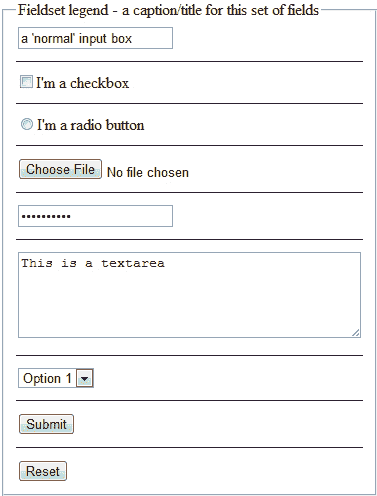 Fieldset legend - a caption/title for this set of fields
a 'normal' input box
I'm a checkbox
I'm a radio button
Choose File No file chosen
••••••••••
This is a textarea
Option 1
Submit
Reset